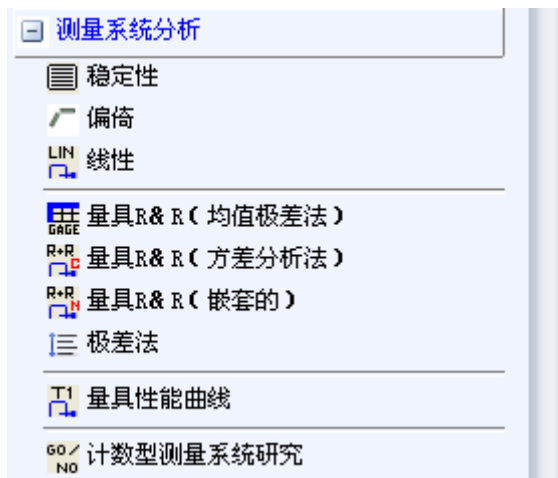 测量系统分析
稳定性
偏倚
LIN 线性
GAGE 量具R&R(均值极差法)
R+R C 量具R&R(方差分析法)
R+R N 量具R&R(嵌套的)
极差法
T1 量具性能曲线
GO/NO 计数型测量系统研究